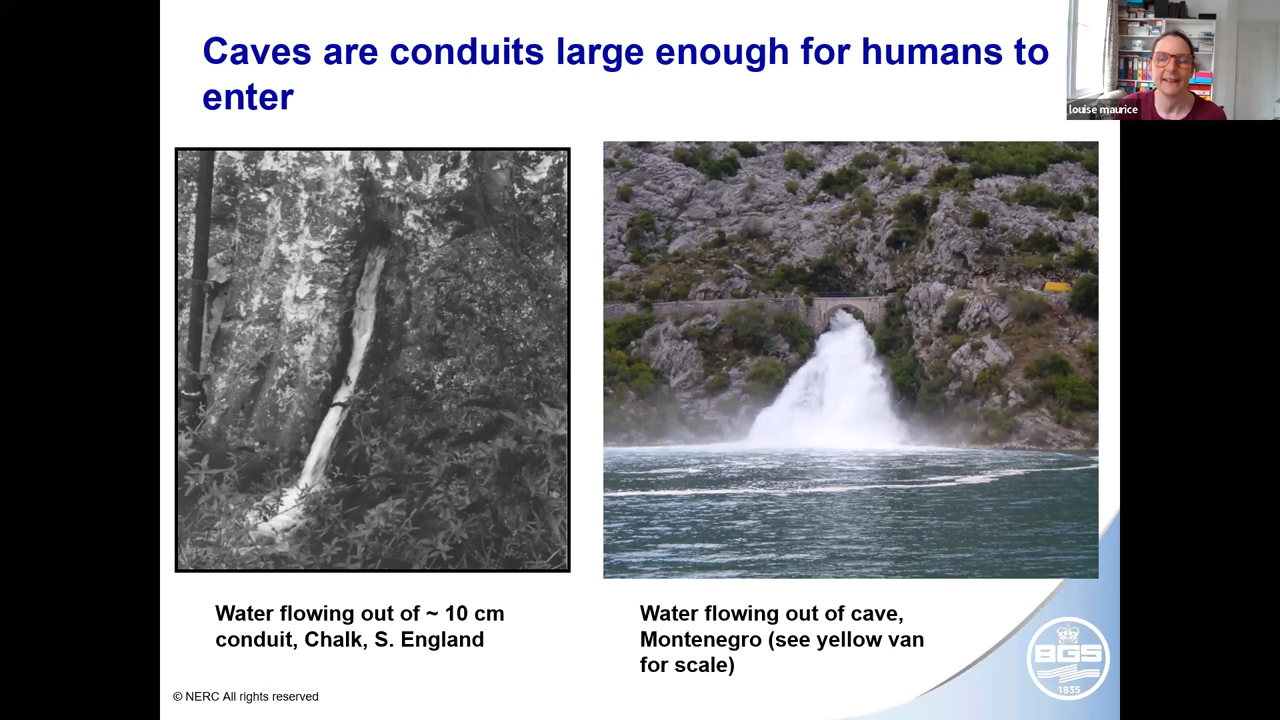 Caves are conduits large enough for humans to
enter
louise maurice
Water flowing out of ~ 10 cm
conduit, Chalk, S. England
Water flowing out of cave,
Montenegro (see yellow van
for scale)
BGS
1835
© NERC All rights reserved